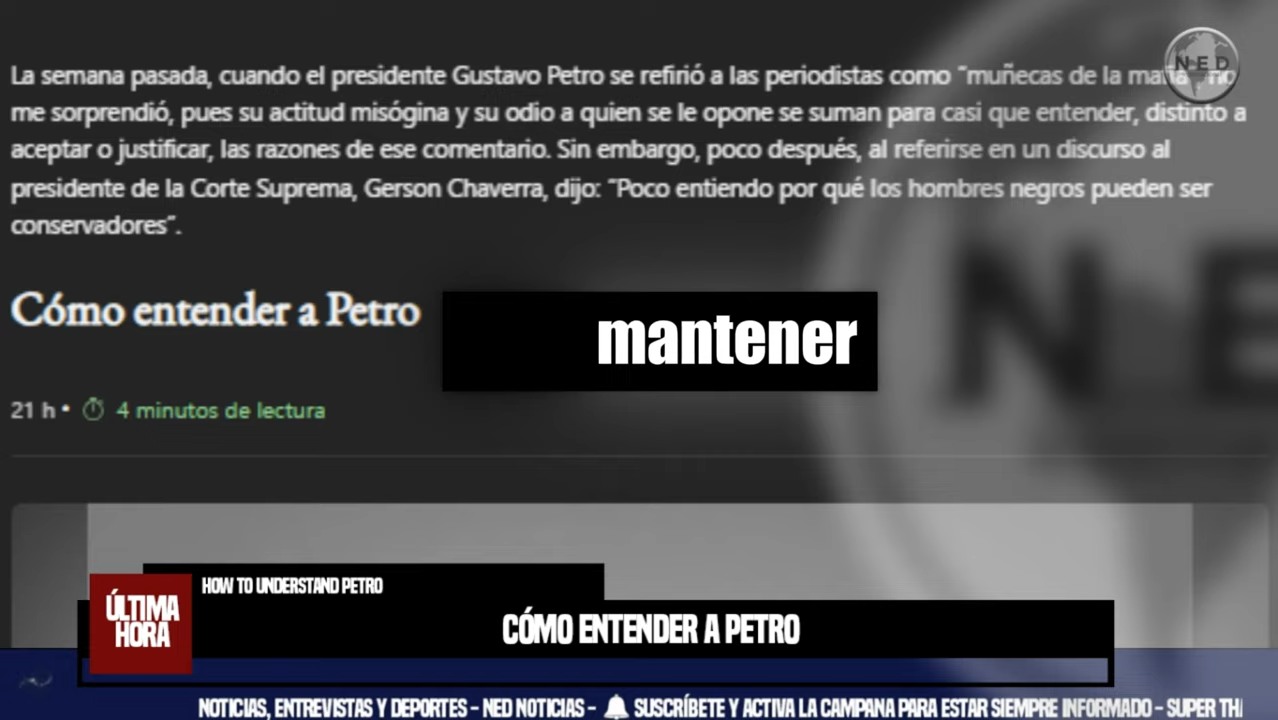 NED
La semana pasada, cuando el presidente Gustavo Petro se refirió a las periodistas como "muñecas de la mafia" no
me sorprendió, pues su actitud misógina y su odio a quien se le opone se suman para casi que entender, distinto a
aceptar o justificar, las razones de ese comentario. Sin embargo, poco después, al referirse en un discurso al
presidente de la Corte Suprema, Gerson Chaverra, dijo: "Poco entiendo por qué los hombres negros pueden ser
conservadores".
Cómo entender a Petro
mantener
21 h • 4 minutos de lectura
NE
HOW TO UNDERSTAND PETRO
ÚLTIMA
HORA
CÓMO ENTENDER A PETRO
NOTICIAS, ENTREVISTAS Y DEPORTES - NED NOTICIAS - 🔔 SUSCRÍBETE Y ACTIVA LA CAMPANA PARA ESTAR SIEMPRE INFORMADO - SUPER